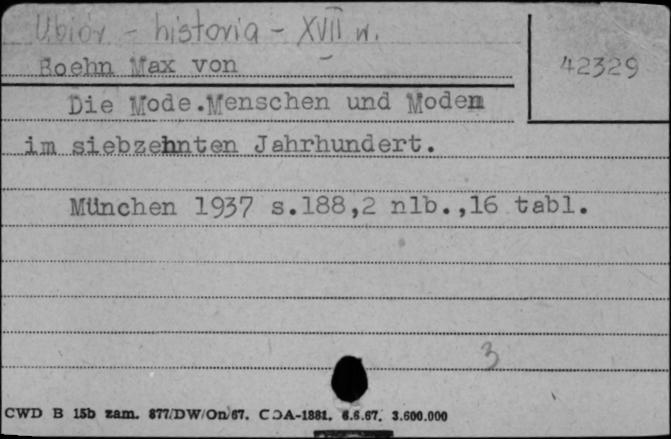 Ubiór - historia - XVII w.
42329
Boehn Max von
Die Mode.Menschen und Moden
im siebzehnten Jahrhundert.
München 1937 s.188,2 nlb.,16 tabl.
3
CWD B 15b zam. 877/DW/On/67. COA-1881. 6.6.67. 3.600.000